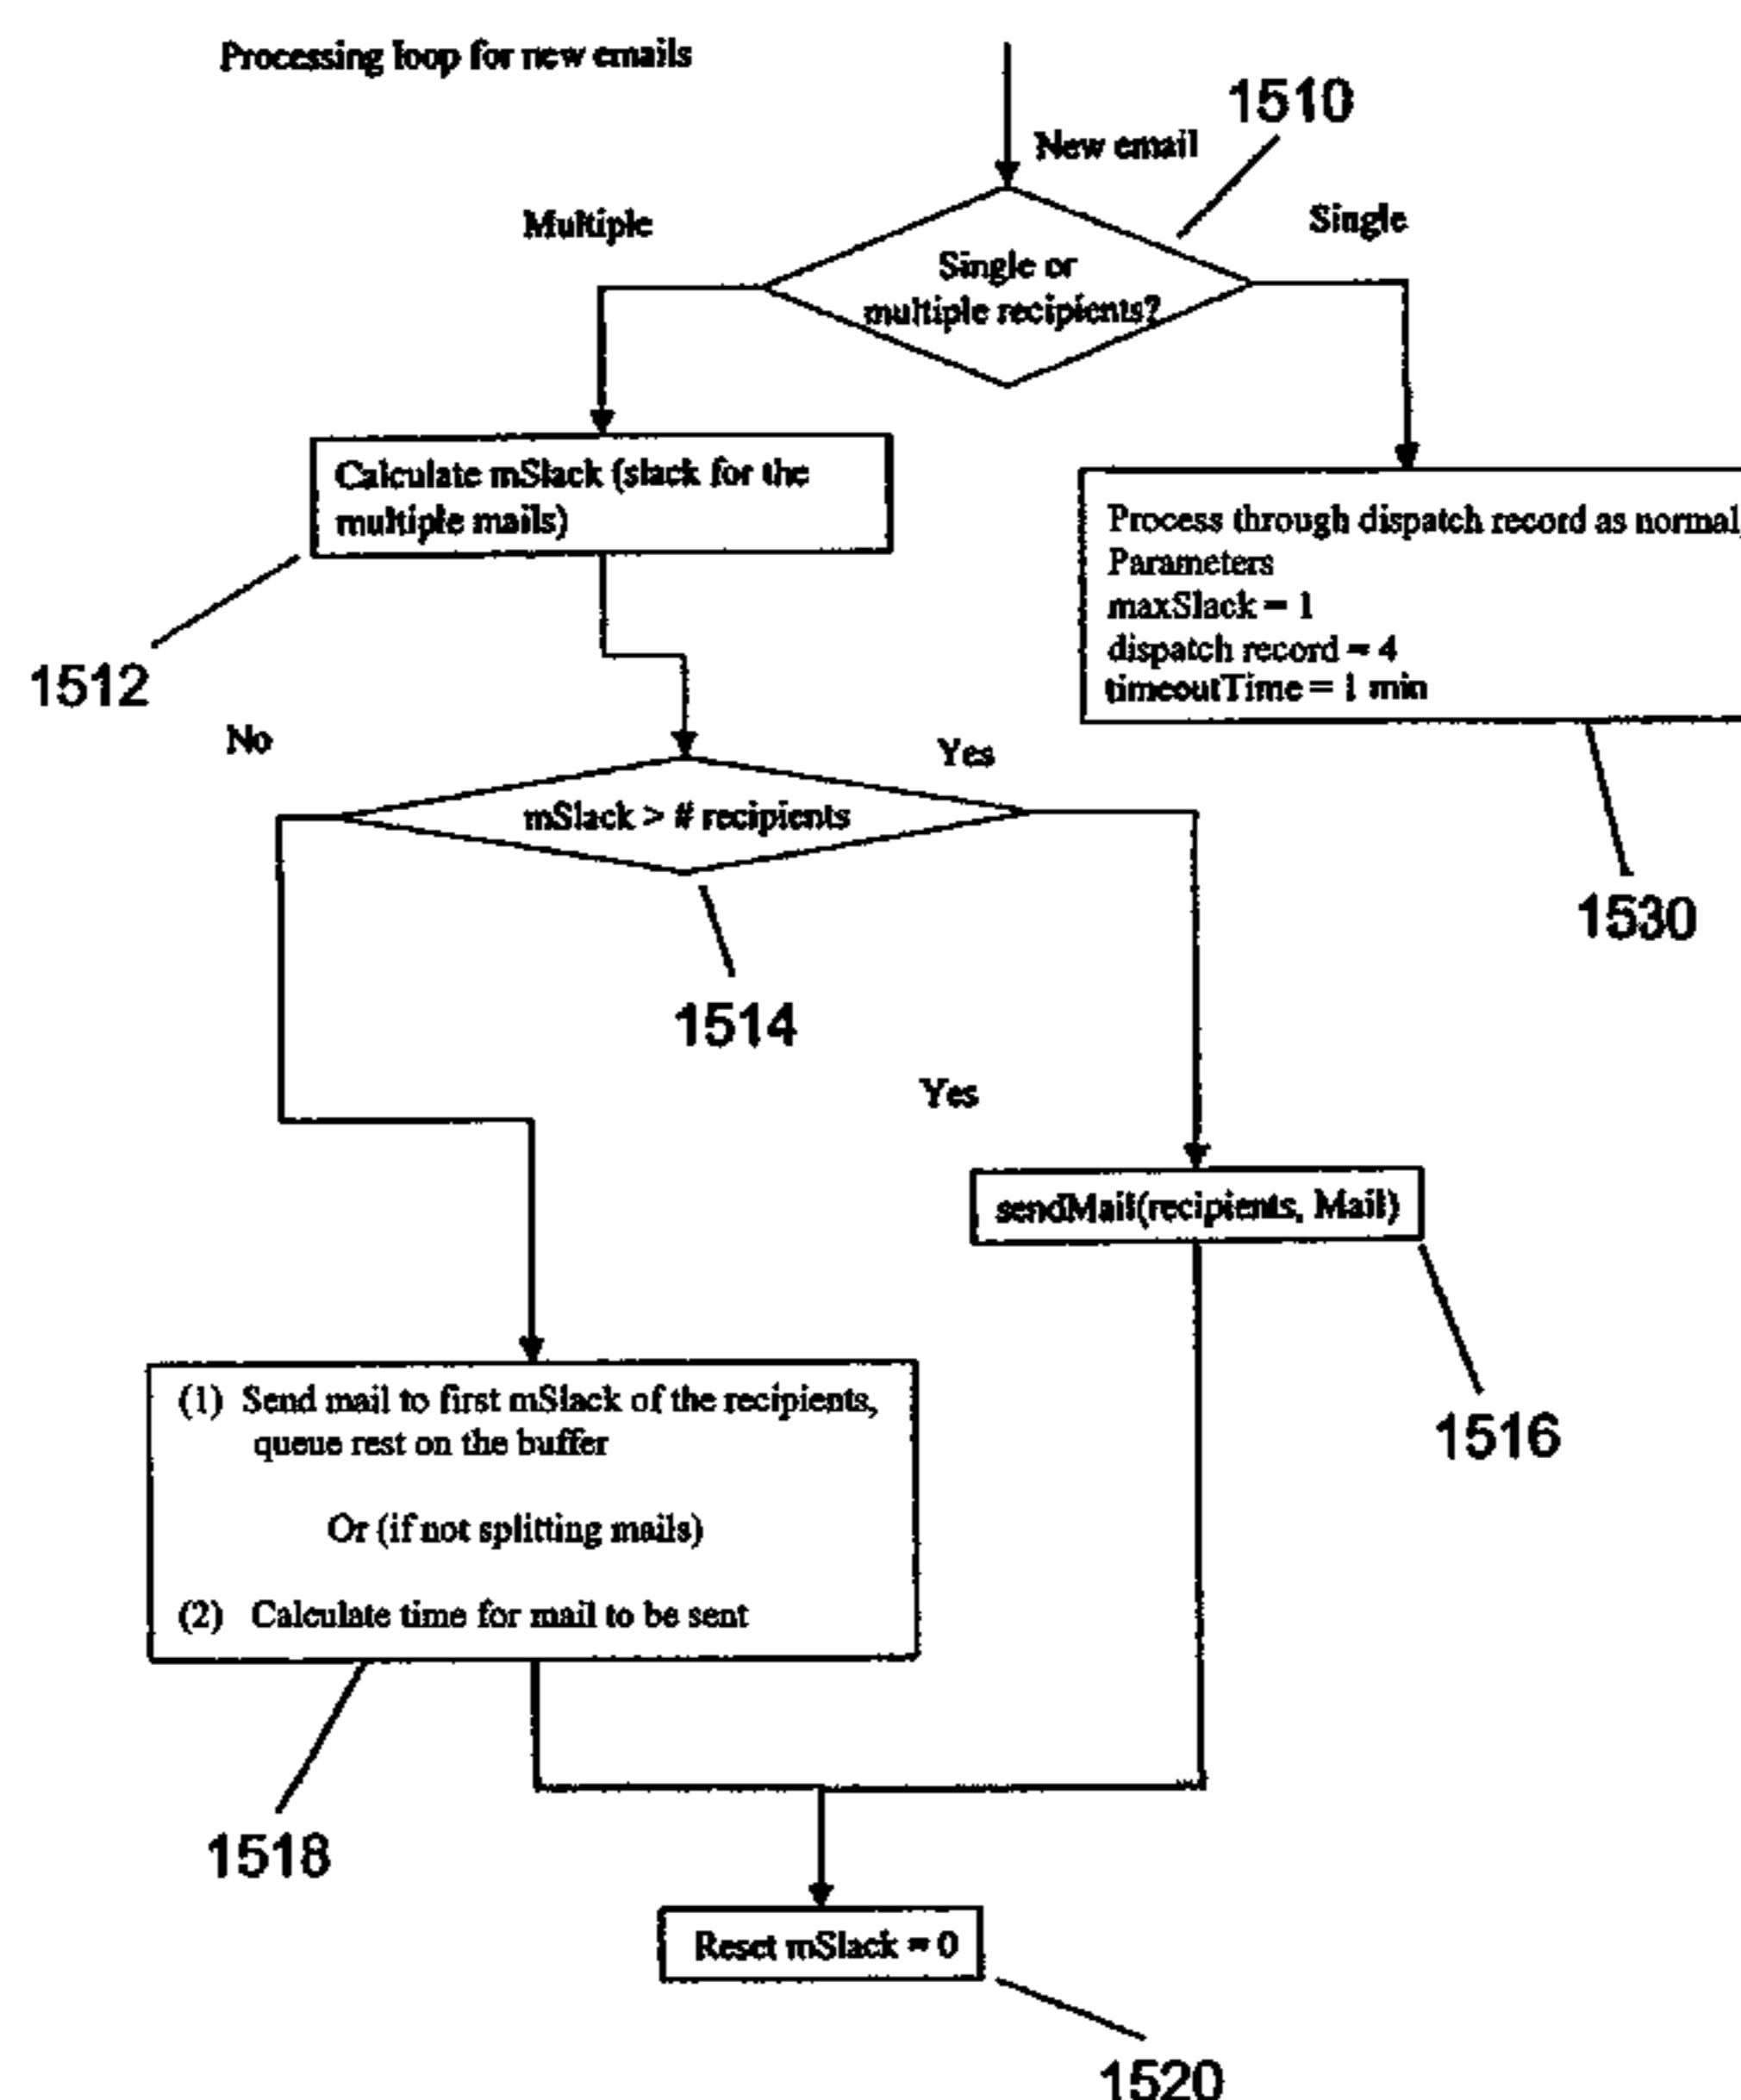 Processing loop for new emails
1510
New email
Multiple
Single
Single or
multiple recipients?
Calculate mSlack (slack for the
multiple mails)
Process through dispatch record as normal,
Parameters
maxSlack = 1
dispatch record = 4
timeoutTime = 1 min
1512
No
Yes
mSlack > # recipients
1530
1514
Yes
sendMail(recipients, Mail)
(1) Send mail to first mSlack of the recipients,
queue rest on the buffer
1516
Or (if not splitting mails)
(2) Calculate time for mail to be sent
1518
Reset mSlack = 0
1520